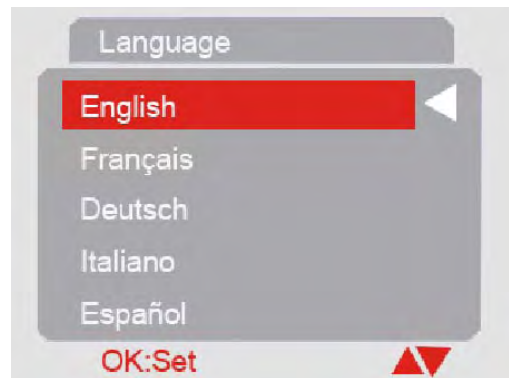 Language
English
Français
Deutsch
Italiano
Español
OK:Set